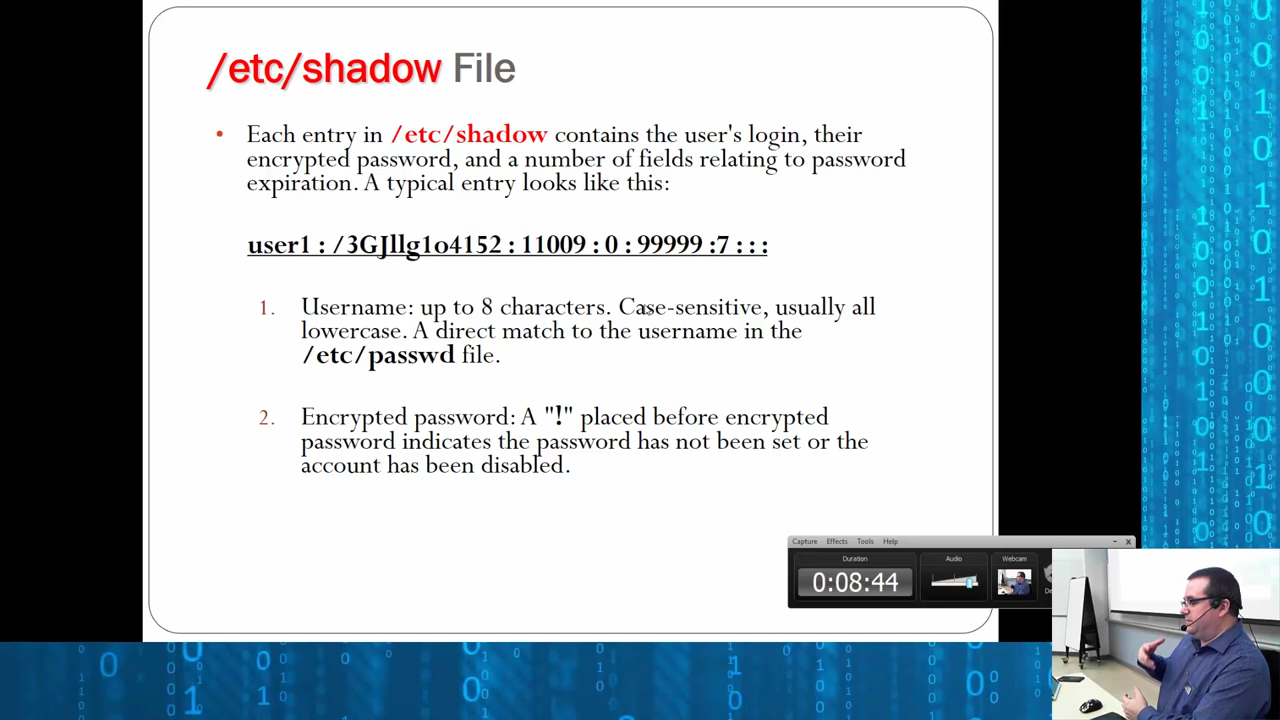 /etc/shadow File
• Each entry in /etc/shadow contains the user's login, their
encrypted password, and a number of fields relating to password
expiration. A typical entry looks like this:
user1 : /3GJllg1o4152 : 11009 : 0 : 99999 :7 : : :
1. Username: up to 8 characters. Case-sensitive, usually all
lowercase. A direct match to the username in the
/etc/passwd file.
2. Encrypted password: A "!" placed before encrypted
password indicates the password has not been set or the
account has been disabled.
Capture Effects Tools Help
Duration Audio Webcam
0:08:44